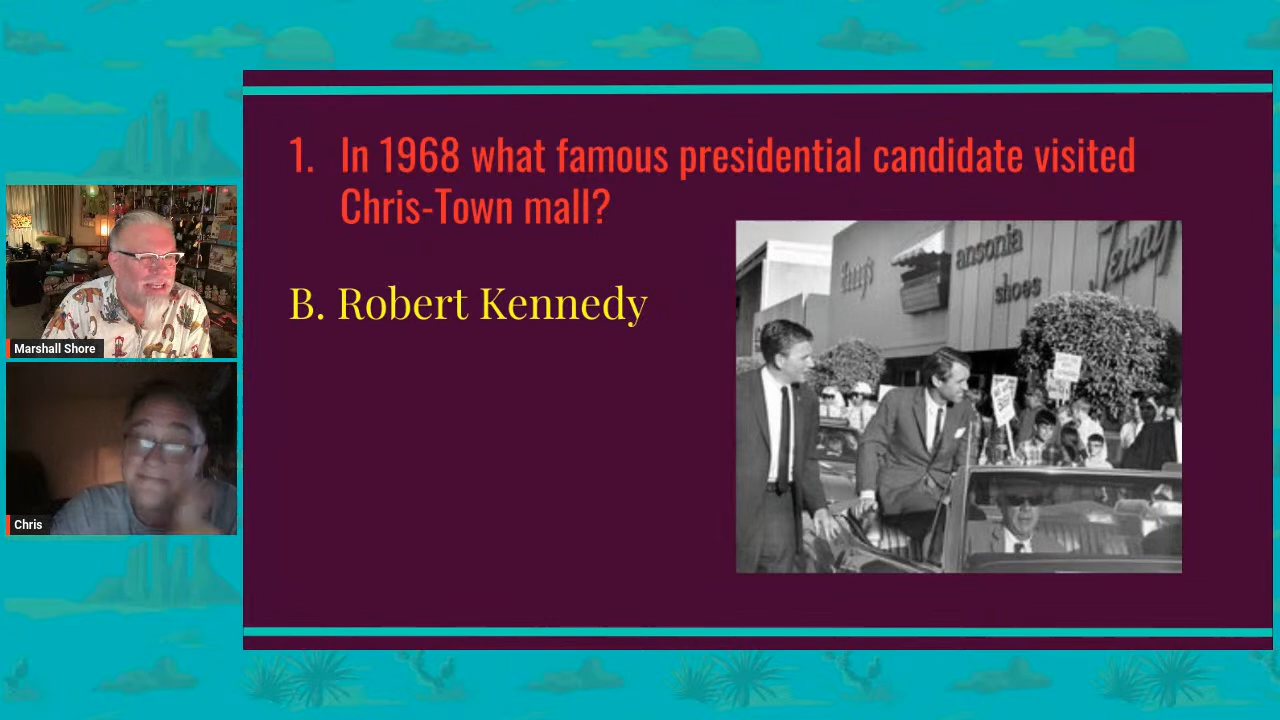 1. In 1968 what famous presidential candidate visited
Chris-Town mall?
B. Robert Kennedy
ansonia
shoes
Marshall Shore
Chris